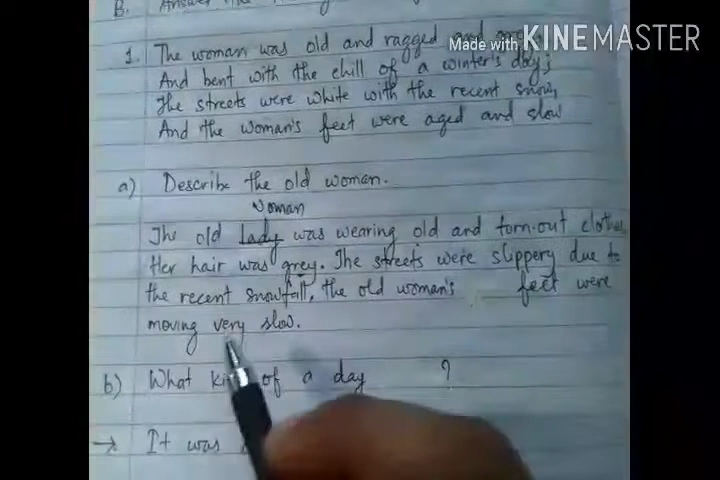 B. Answer the
Made with KINEMASTER
1. The woman was old and ragged and
And bent with the chill of a winter's day;
The streets were white with the recent snow,
And the woman's feet were aged and slow
a) Describe the old woman.
woman
The old lady was wearing old and torn-out clothes
Her hair was grey. The streets were slippery due to
the recent snowfall, the old woman's feet were
moving very slow.
b) What of a day ?
→ It was